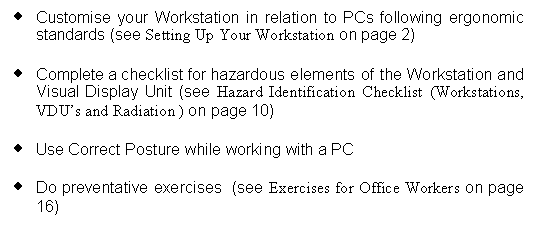 ◆ Customise your Workstation in relation to PCs following ergonomic
standards (see Setting Up Your Workstation on page 2)
◆ Complete a checklist for hazardous elements of the Workstation and
Visual Display Unit (see Hazard Identification Checklist (Workstations,
VDU's and Radiation ) on page 10)
◆ Use Correct Posture while working with a PC
◆ Do preventative exercises (see Exercises for Office Workers on page
16)